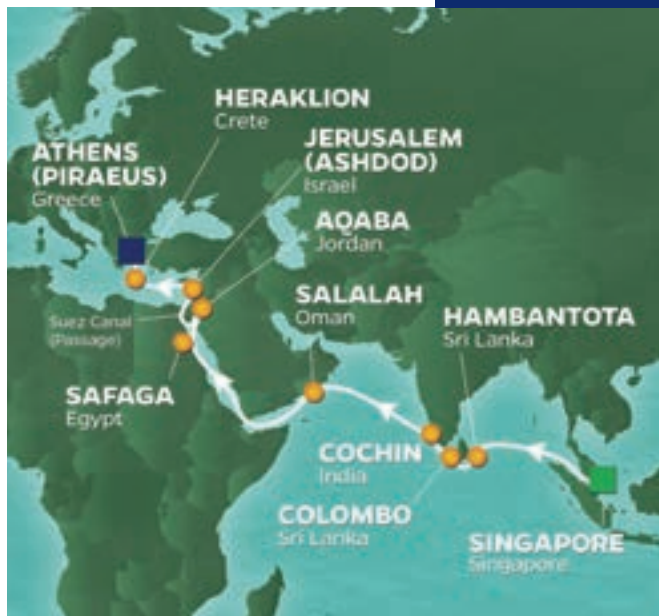 HERAKLION
Crete
JERUSALEM
(ASHDOD)
Israel
ATHENS
(PIRAEUS)
Greece
AQABA
Jordan
SALALAH
Oman
HAMBANTOTA
Sri Lanka
Suez Canal
(Passage)
SAFAGA
Egypt
COCHIN
India
COLOMBO
Sri Lanka
SINGAPORE
Singapore